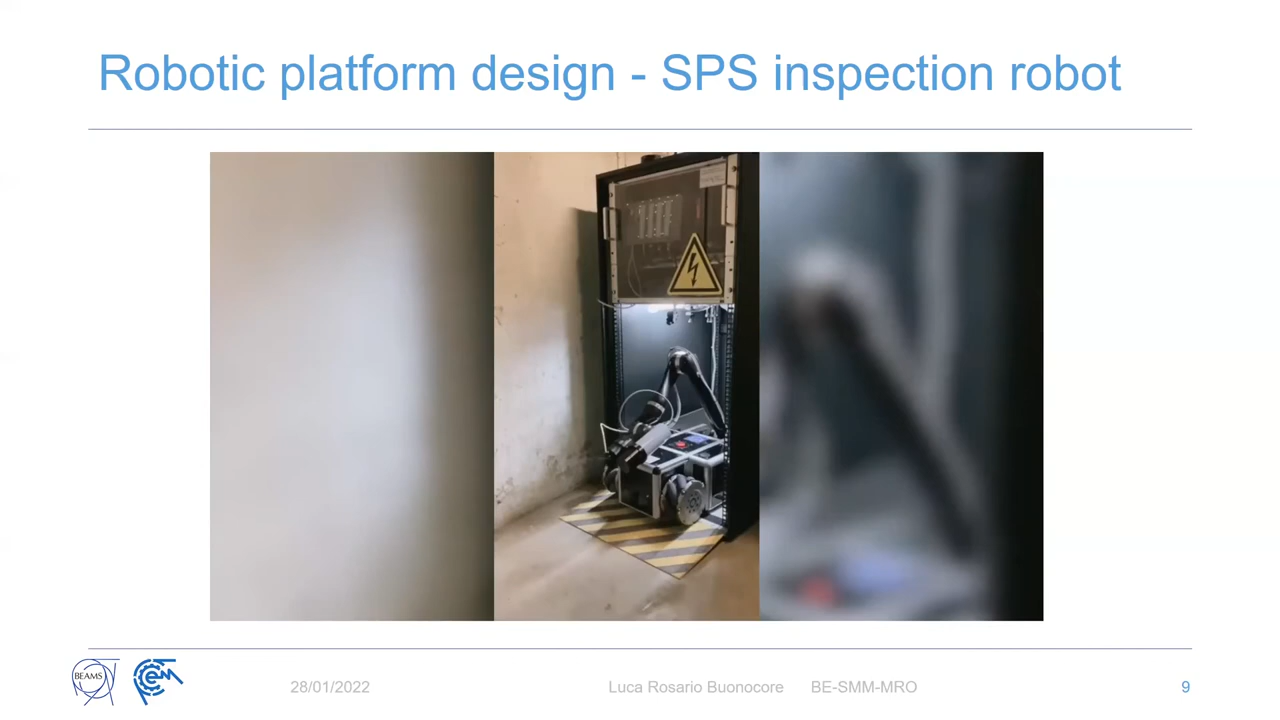 Robotic platform design - SPS inspection robot
BEAMS
28/01/2022
Luca Rosario Buonocore
BE-SMM-MRO
9